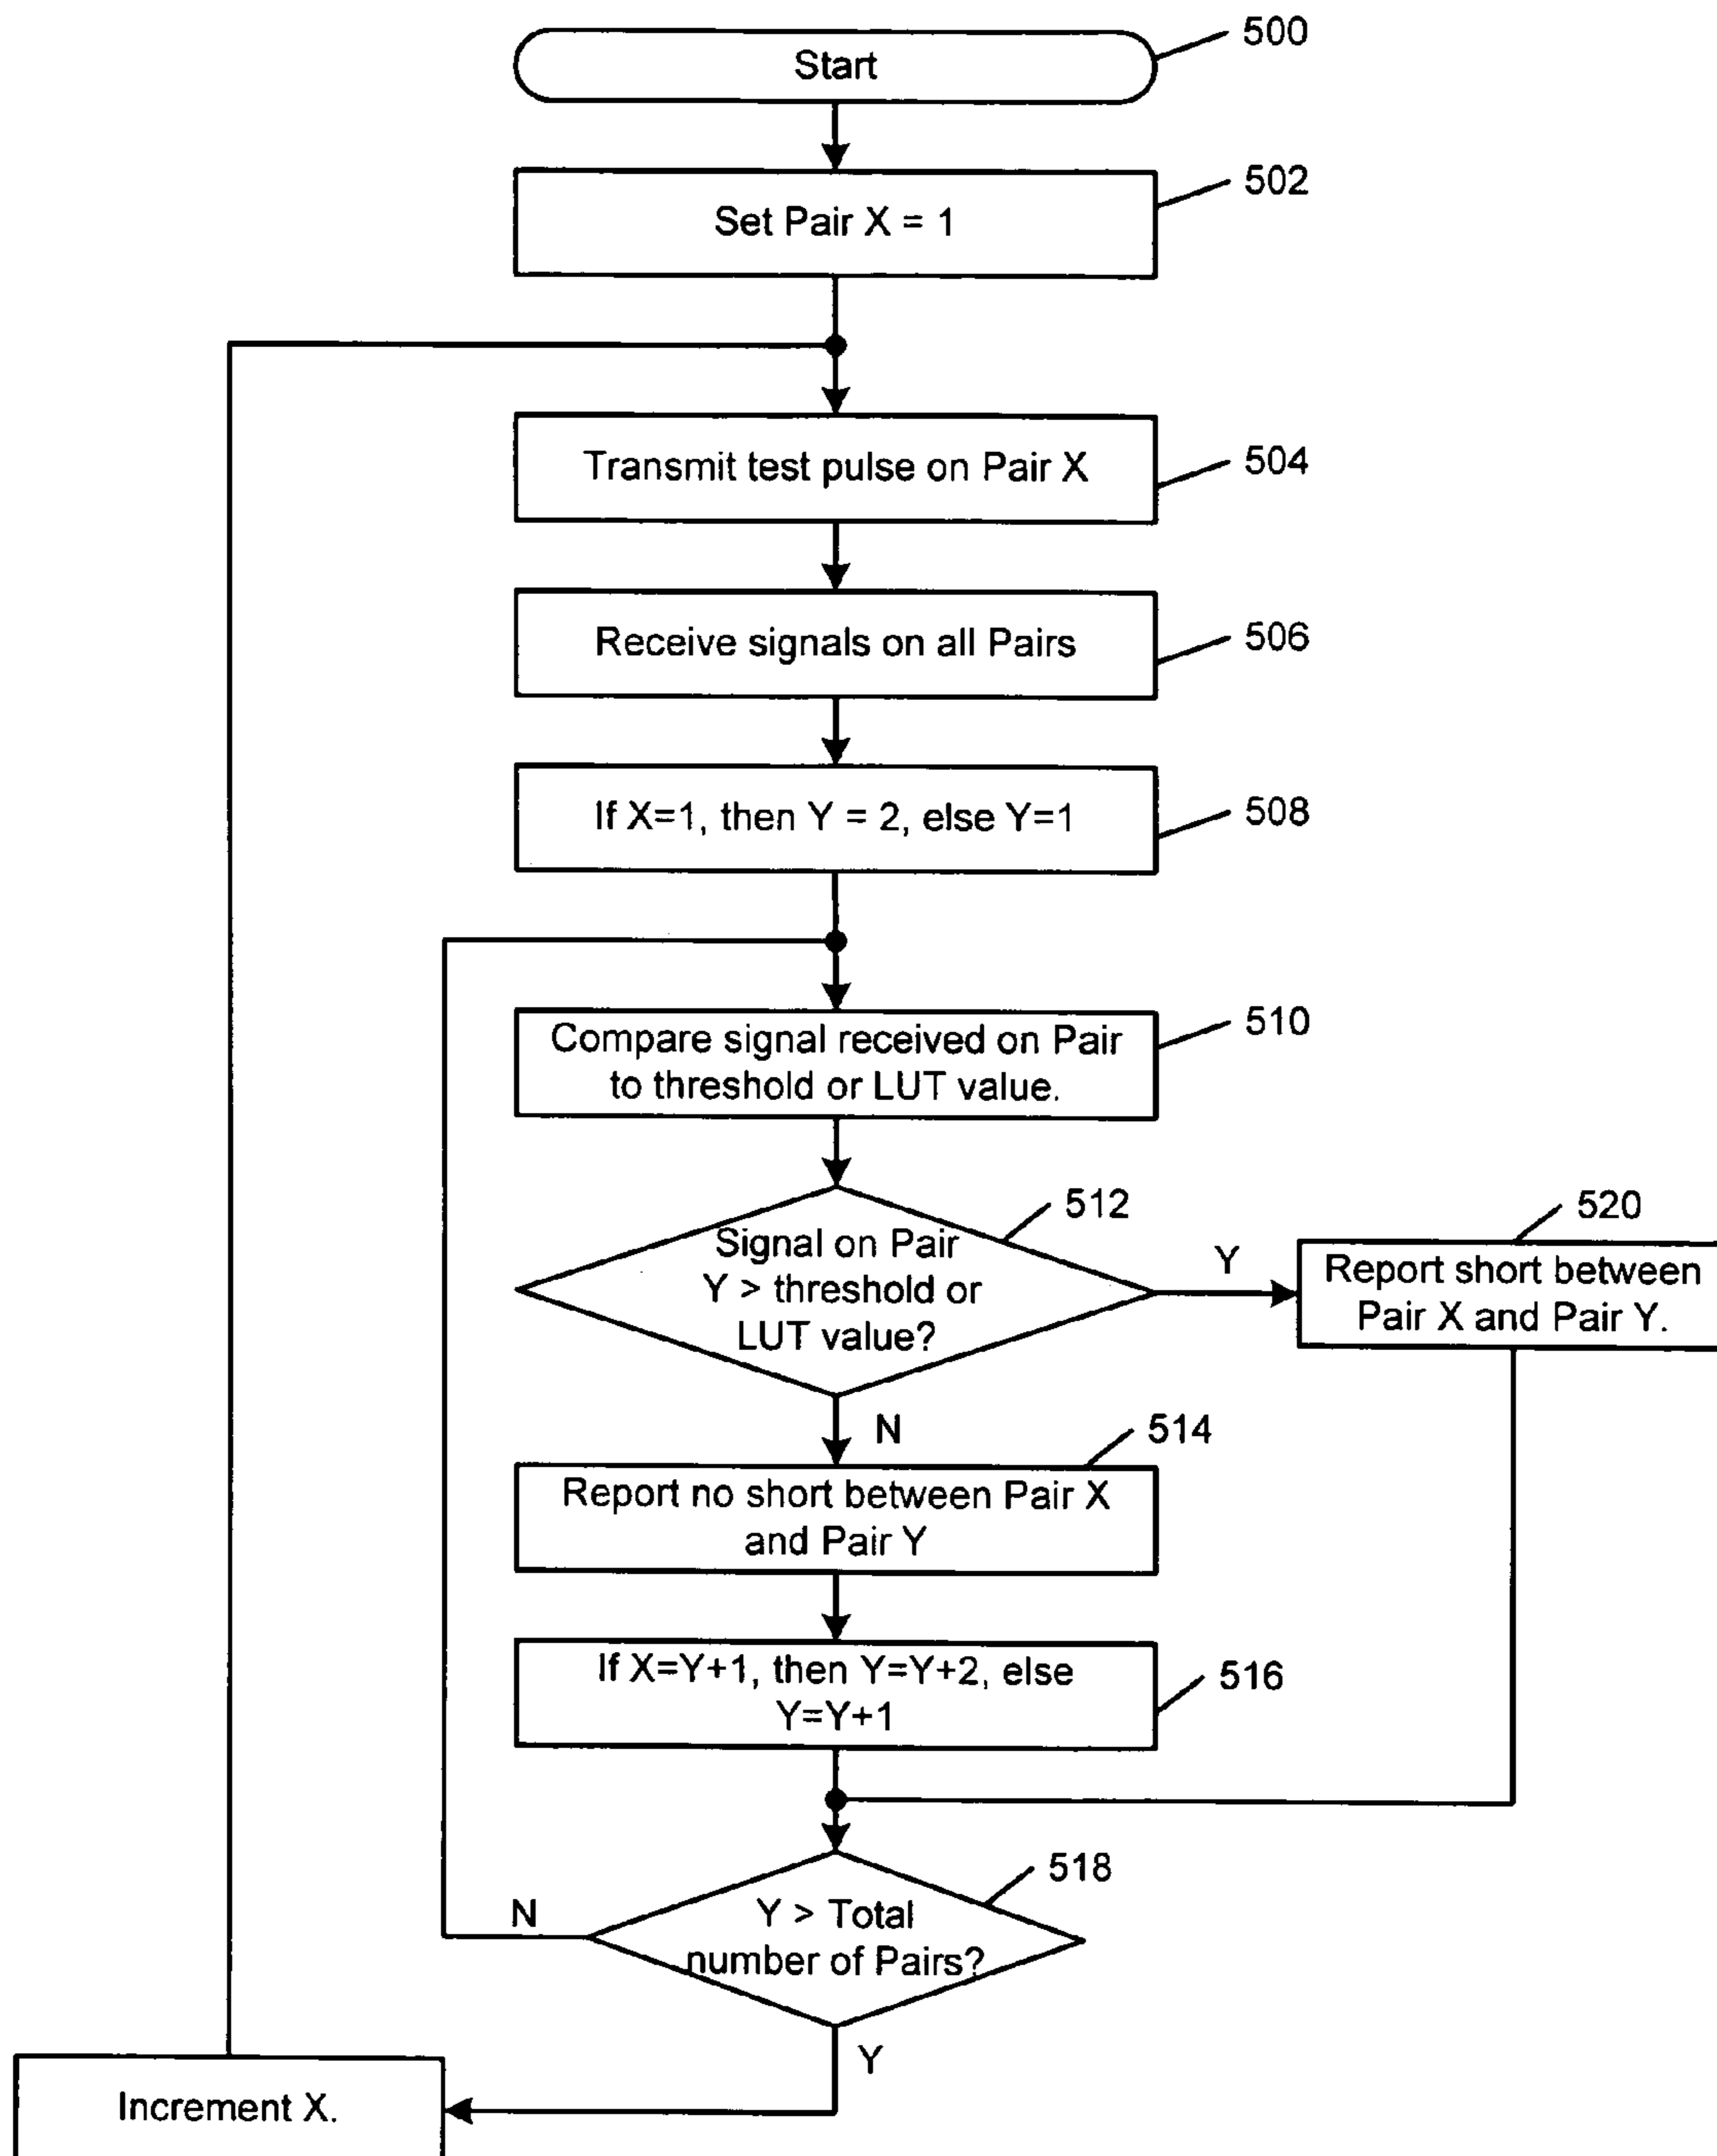 Start
500
Set Pair X = 1
502
Transmit test pulse on Pair X
504
Receive signals on all Pairs
506
If X=1, then Y = 2, else Y=1
508
Compare signal received on Pair
to threshold or LUT value.
510
Signal on Pair
Y > threshold or
LUT value?
512
Y
Report short between
Pair X and Pair Y.
520
N
Report no short between Pair X
and Pair Y
514
If X=Y+1, then Y=Y+2, else
Y=Y+1
516
Y > Total
number of Pairs?
518
N
Y
Increment X.